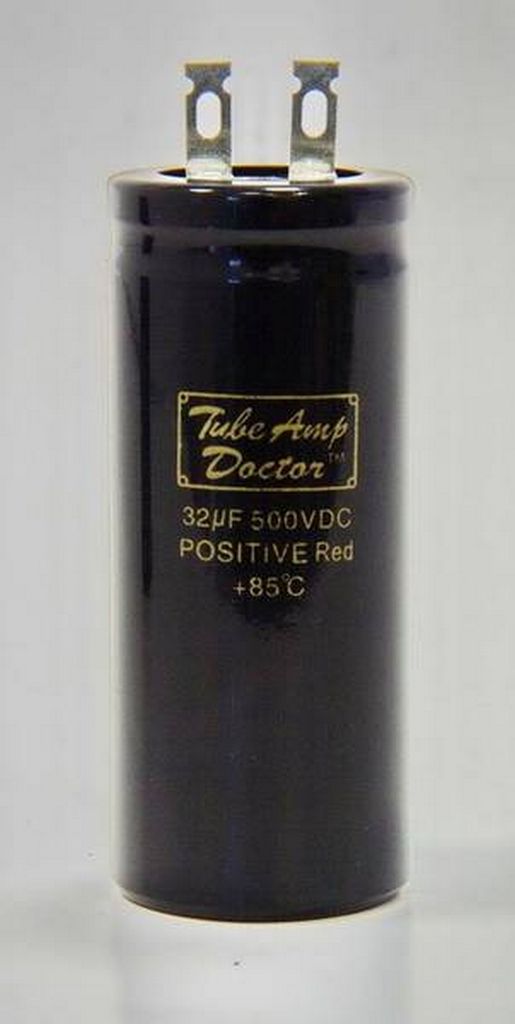 Tube Amp
Doctor™
32µF 500VDC
POSITIVE Red
+85℃